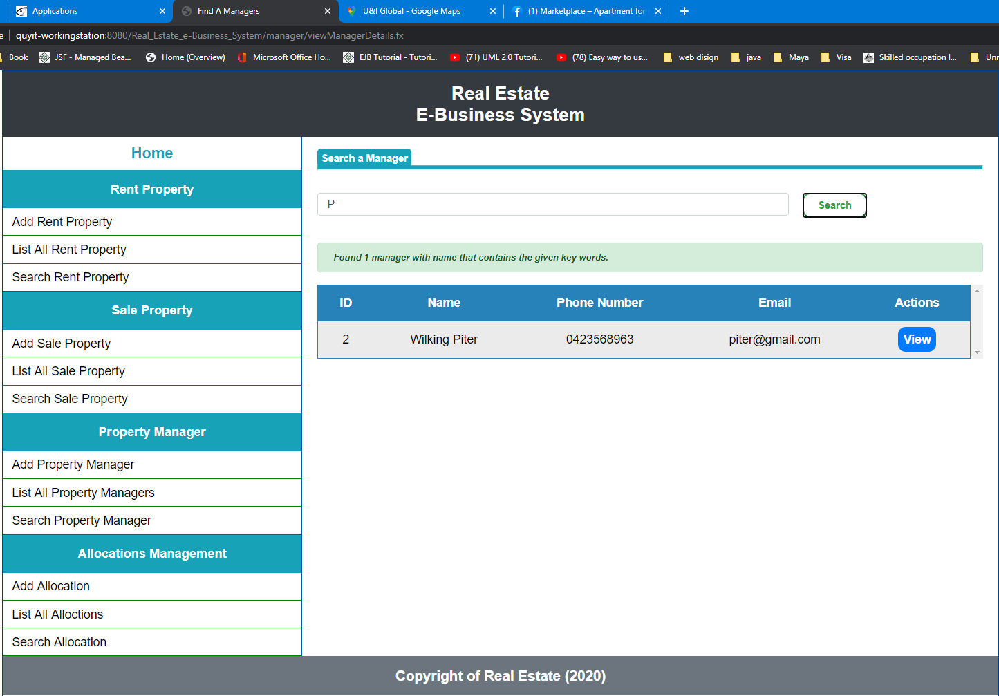 Applications
Find A Managers
U&I Global - Google Maps
(1) Marketplace – Apartment for
quyit-workingstation:8080/Real_Estate_e-Business_System/manager/viewManagerDetails.fx
Book
JSF - Managed Bea...
Home (Overview)
Microsoft Office Ho...
EJB Tutorial - Tutori...
(71) UML 2.0 Tutori...
(78) Easy way to us...
web disign
java
Maya
Visa
Skilled occupation l...
Real Estate
E-Business System
Home
Rent Property
Add Rent Property
List All Rent Property
Search Rent Property
Sale Property
Add Sale Property
List All Sale Property
Search Sale Property
Property Manager
Add Property Manager
List All Property Managers
Search Property Manager
Allocations Management
Add Allocation
List All Alloctions
Search Allocation
Search a Manager
P
Search
Found 1 manager with name that contains the given key words.
ID Name Phone Number Email Actions
2 Wilking Piter 0423568963 piter@gmail.com View
Copyright of Real Estate (2020)